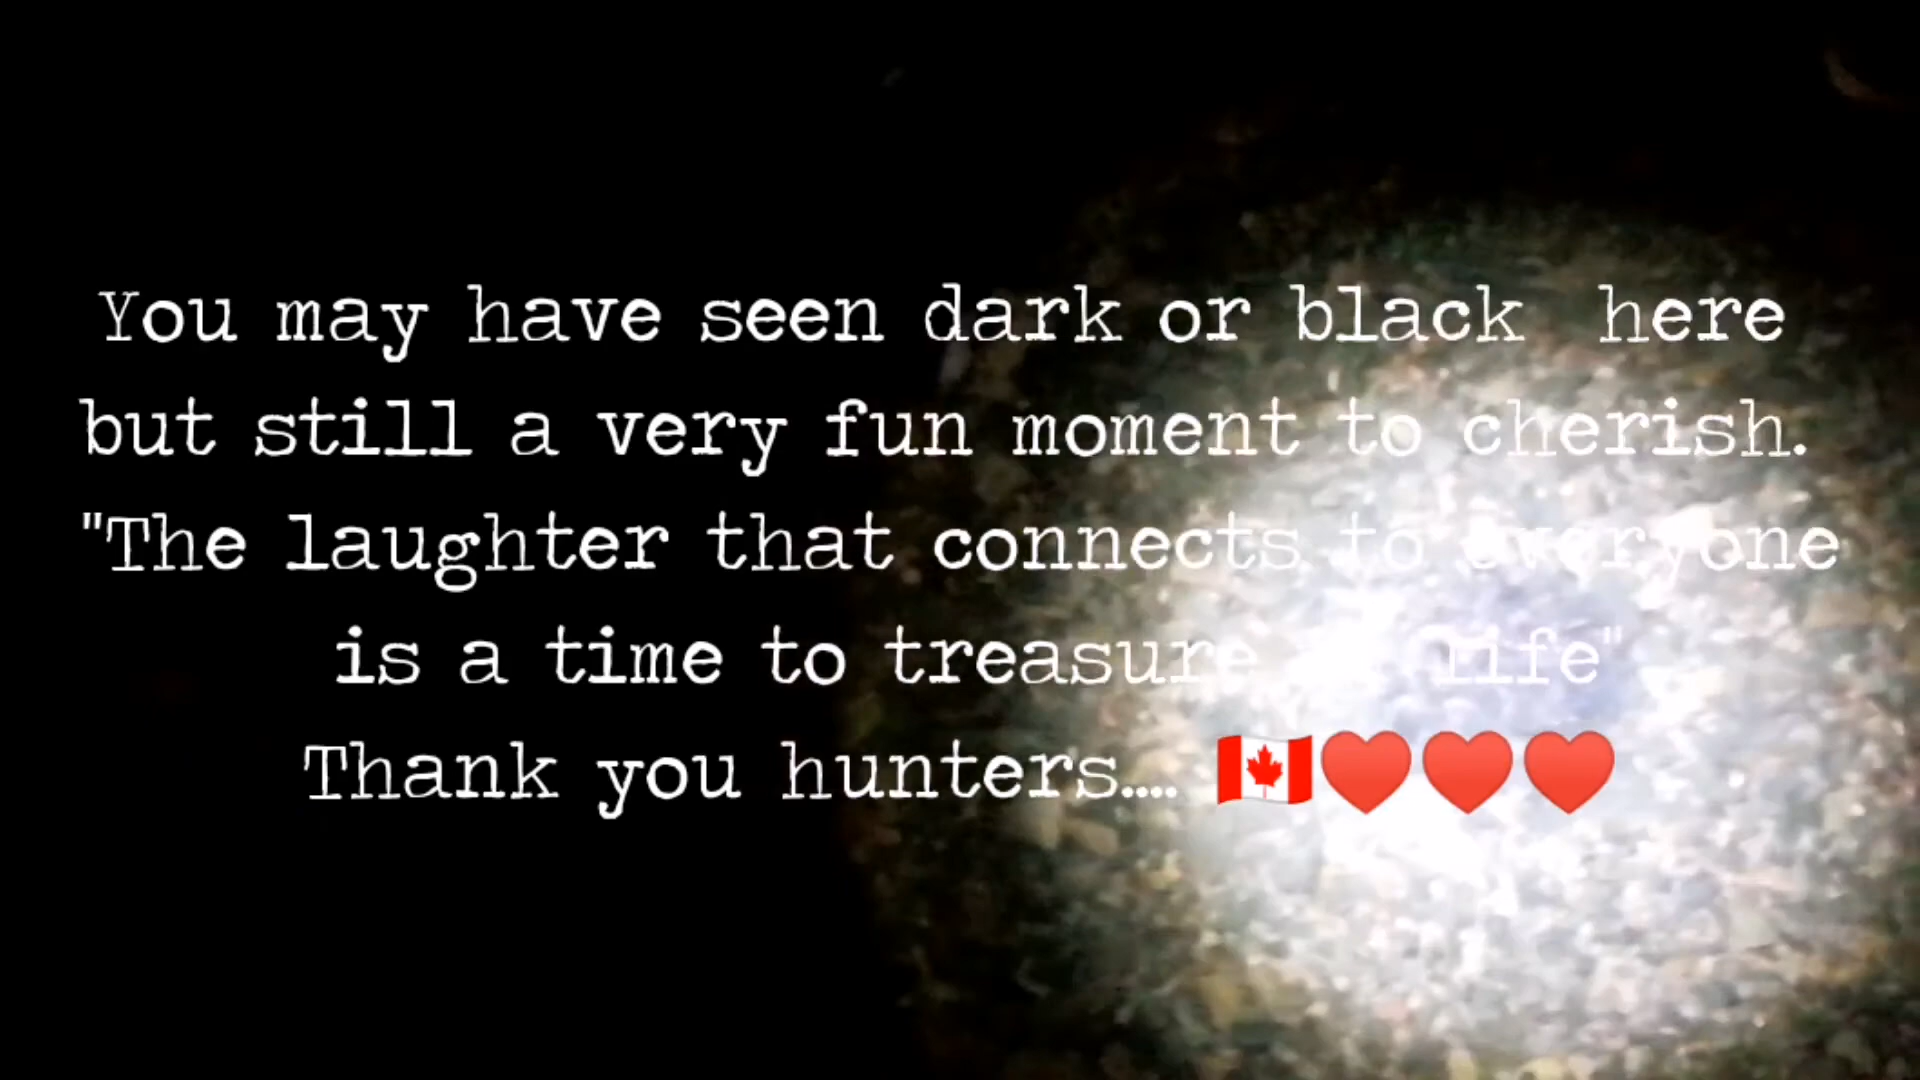 You may have seen dark or black  here
but still a very fun moment to cherish.
"The laughter that connects to everyone
is a time to treasure life"
Thank you hunters.... 🇨🇦♥️♥️♥️